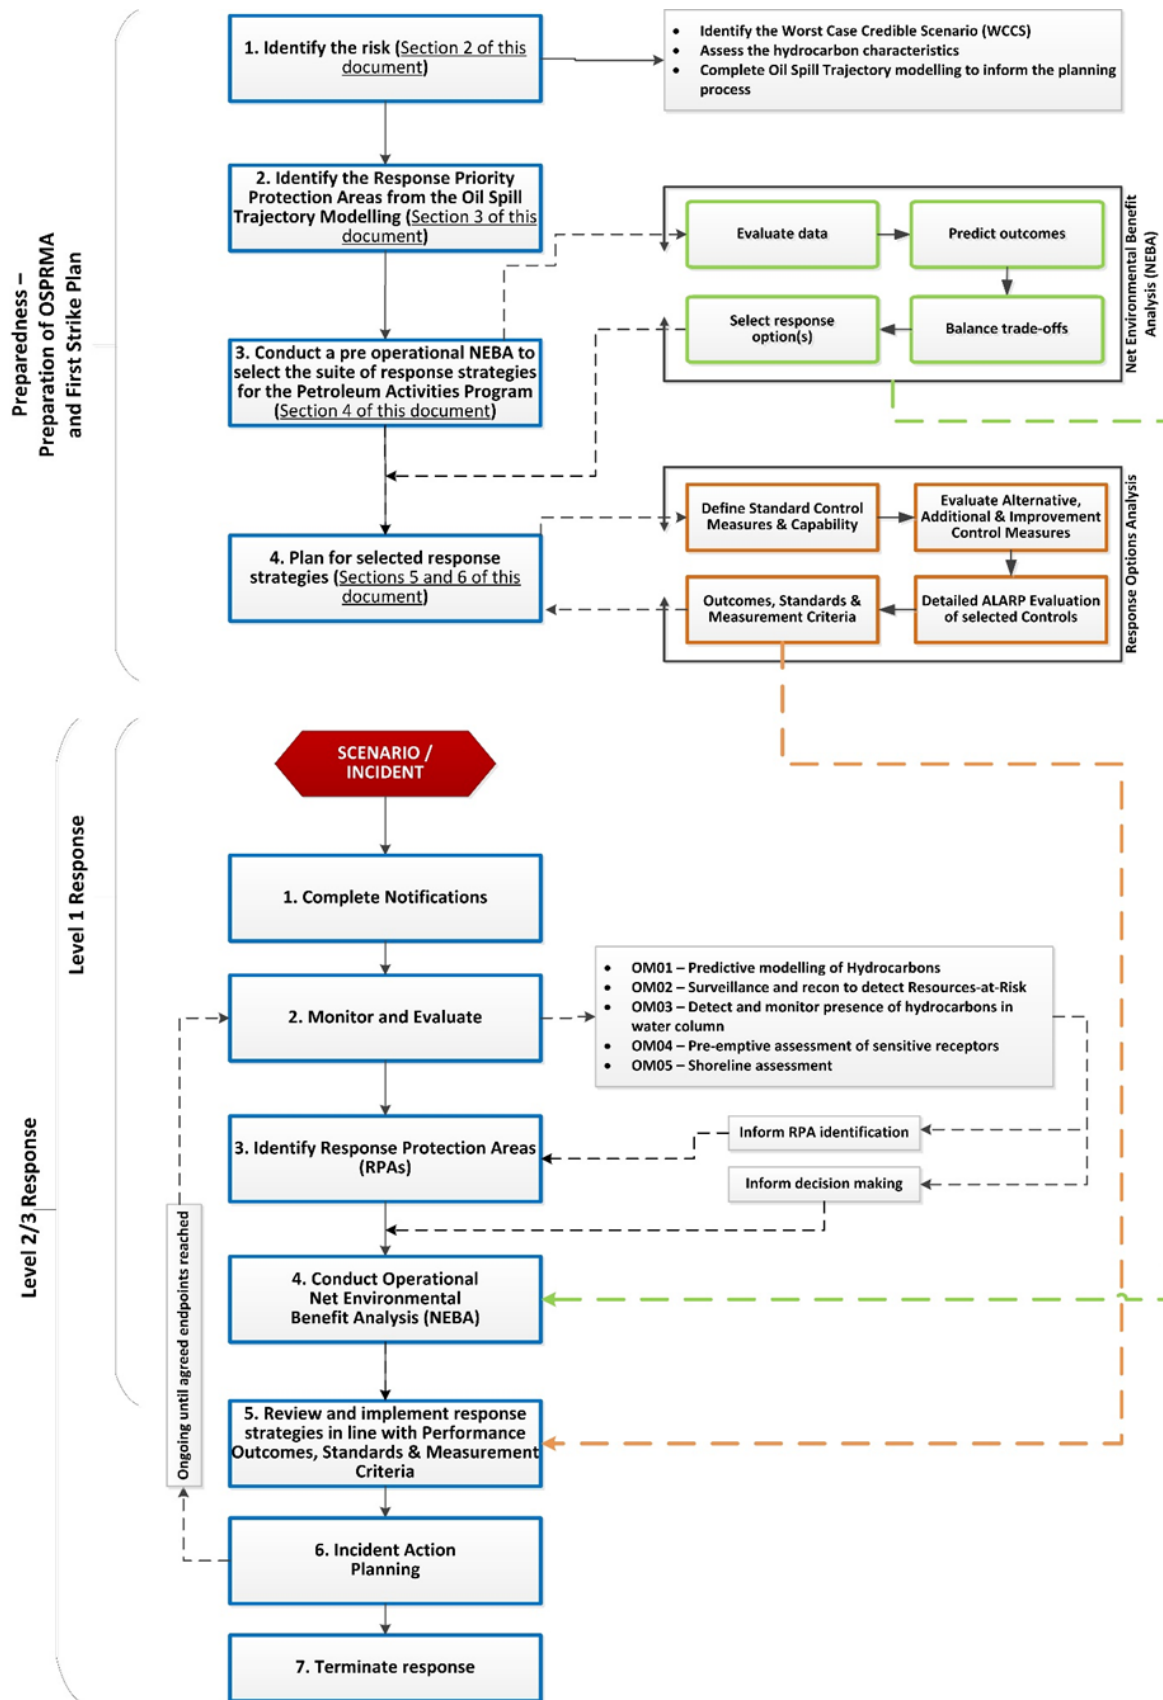 Preparedness –
Preparation of OSPRMA
and First Strike Plan
1. Identify the risk (Section 2 of this
document)
• Identify the Worst Case Credible Scenario (WCCS)
• Assess the hydrocarbon characteristics
• Complete Oil Spill Trajectory modelling to inform the planning
process
2. Identify the Response Priority
Protection Areas from the Oil Spill
Trajectory Modelling (Section 3 of this
document)
Evaluate data
Predict outcomes
Select response
option(s)
Balance trade-offs
Net Environmental Benefit
Analysis (NEBA)
3. Conduct a pre operational NEBA to
select the suite of response strategies
for the Petroleum Activities Program
(Section 4 of this document)
4. Plan for selected response
strategies (Sections 5 and 6 of this
document)
Define Standard Control
Measures & Capability
Evaluate Alternative,
Additional & Improvement
Control Measures
Outcomes, Standards &
Measurement Criteria
Detailed ALARP Evaluation
of selected Controls
Response Options Analysis
Level 2/3 Response
Level 1 Response
SCENARIO /
INCIDENT
1. Complete Notifications
2. Monitor and Evaluate
• OM01 – Predictive modelling of Hydrocarbons
• OM02 – Surveillance and recon to detect Resources-at-Risk
• OM03 – Detect and monitor presence of hydrocarbons in
water column
• OM04 – Pre-emptive assessment of sensitive receptors
• OM05 – Shoreline assessment
3. Identify Response Protection Areas
(RPAs)
Inform RPA identification
Inform decision making
Ongoing until agreed endpoints reached
4. Conduct Operational
Net Environmental
Benefit Analysis (NEBA)
5. Review and implement response
strategies in line with Performance
Outcomes, Standards & Measurement
Criteria
6. Incident Action
Planning
7. Terminate response